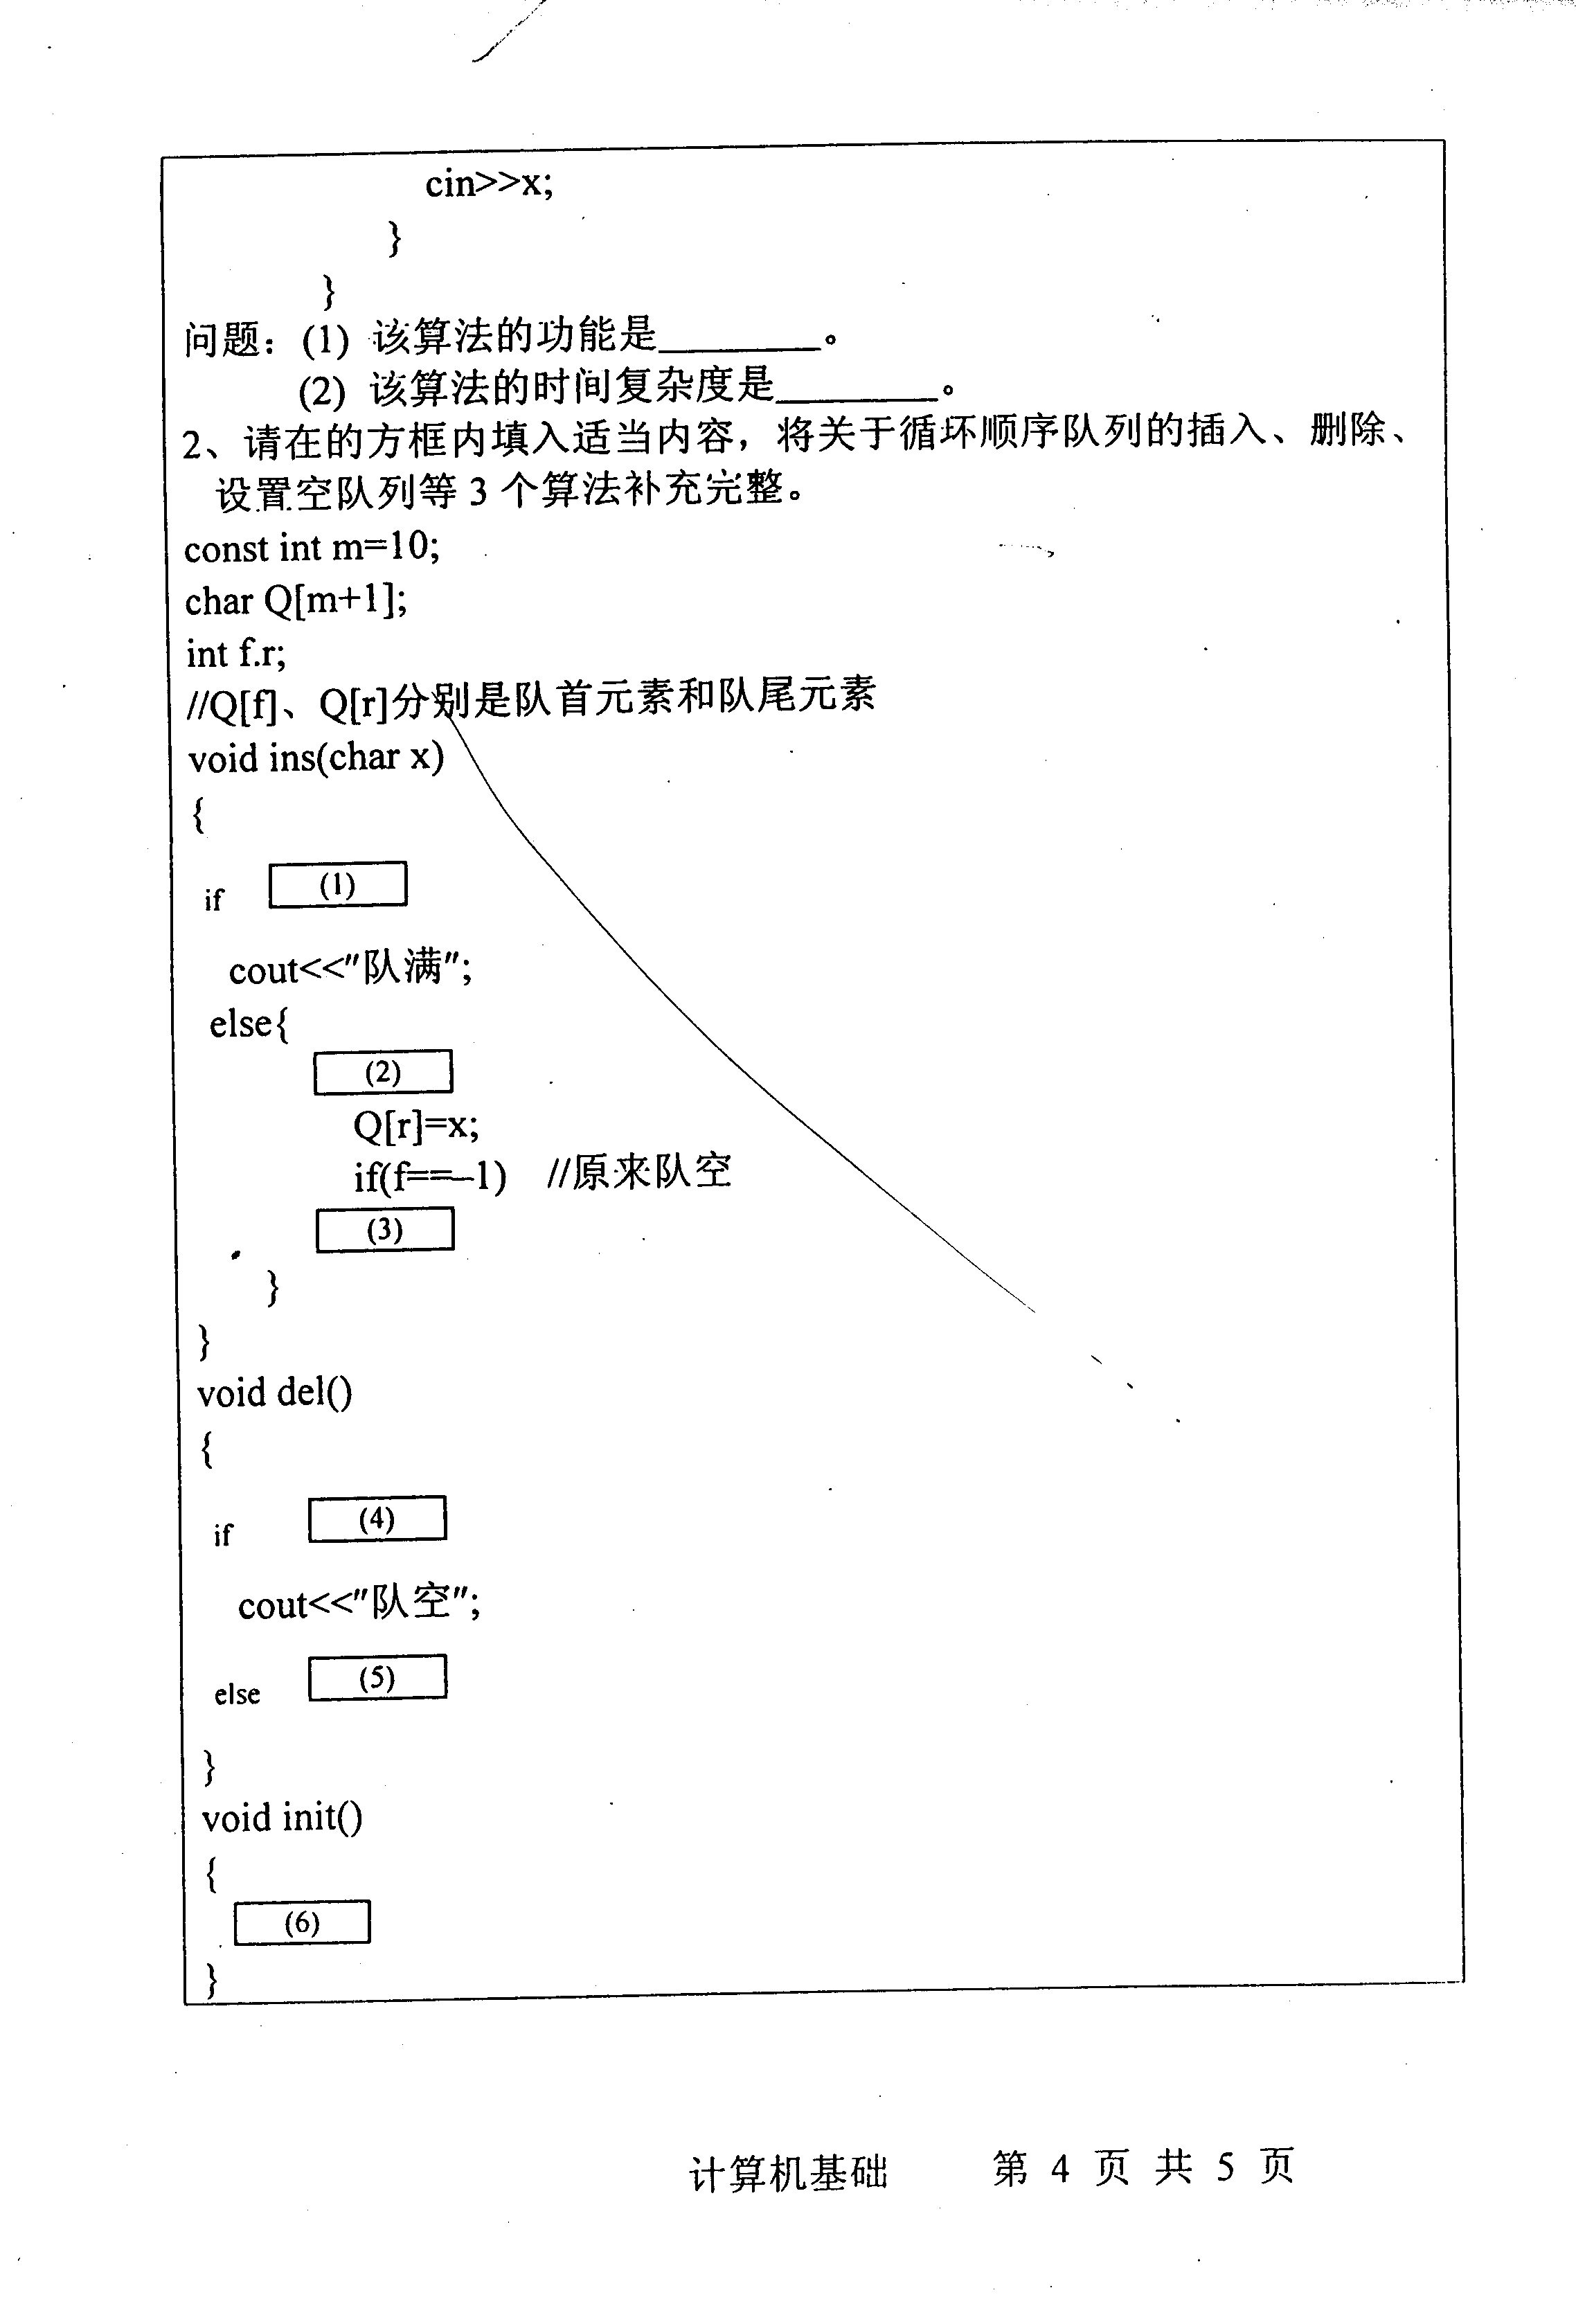 cin>>x;
}
}
问题：(1) 该算法的功能是________。
(2) 该算法的时间复杂度是________。
2、请在的方框内填入适当内容，将关于循环顺序队列的插入、删除、
设置空队列等 3 个算法补充完整。
const int m=10;
char Q[m+1];
int f.r;
//Q[f]、Q[r]分别是队首元素和队尾元素
void ins(char x)
{
if (1)
cout<<"队满";
else{
(2)
Q[r]=x;
if(f==-1) //原来队空
(3)
}
}
void del()
{
if (4)
cout<<"队空";
else (5)
}
void init()
{
(6)
}
计算机基础 第 4 页 共 5 页